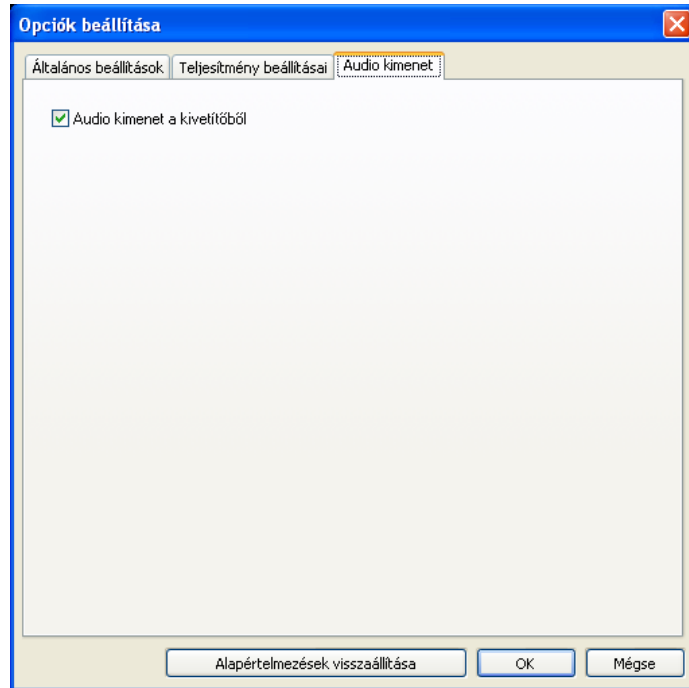 Opciók beállítása
Általános beállítások Teljesítmény beállításai Audio kimenet
Audio kimenet a kivetítőből
Alapértelmezések visszaállítása OK Mégse